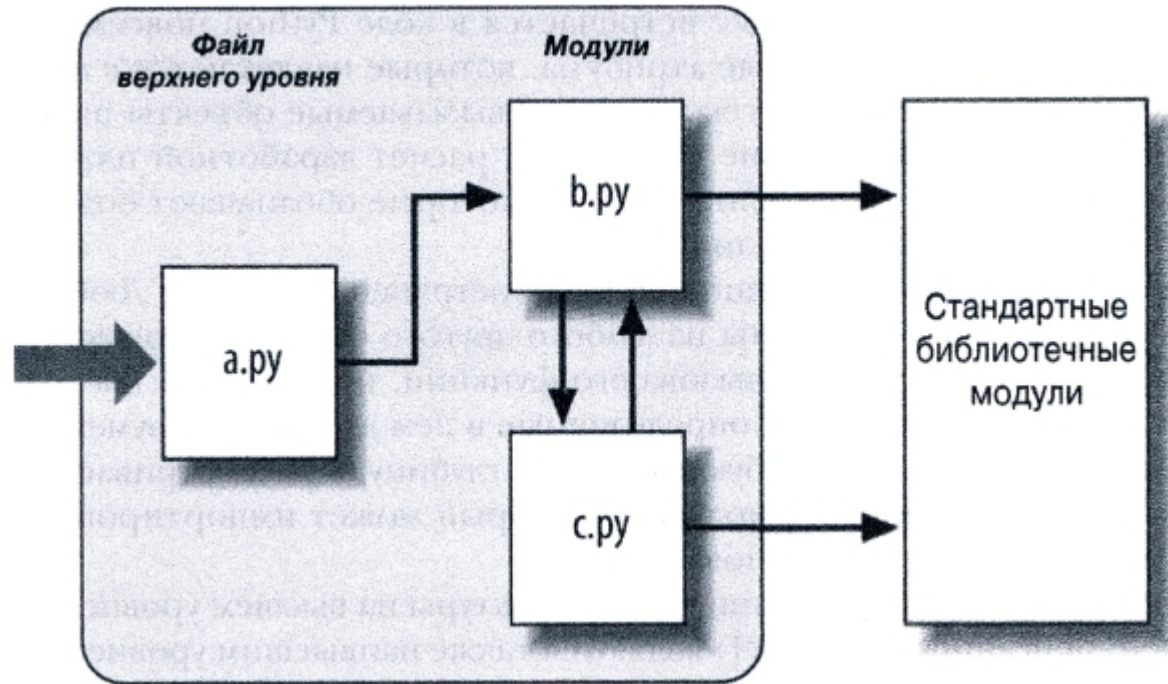 Файл
верхнего уровня
Модули
a.py
b.py
c.py
Стандартные
библиотечные
модули